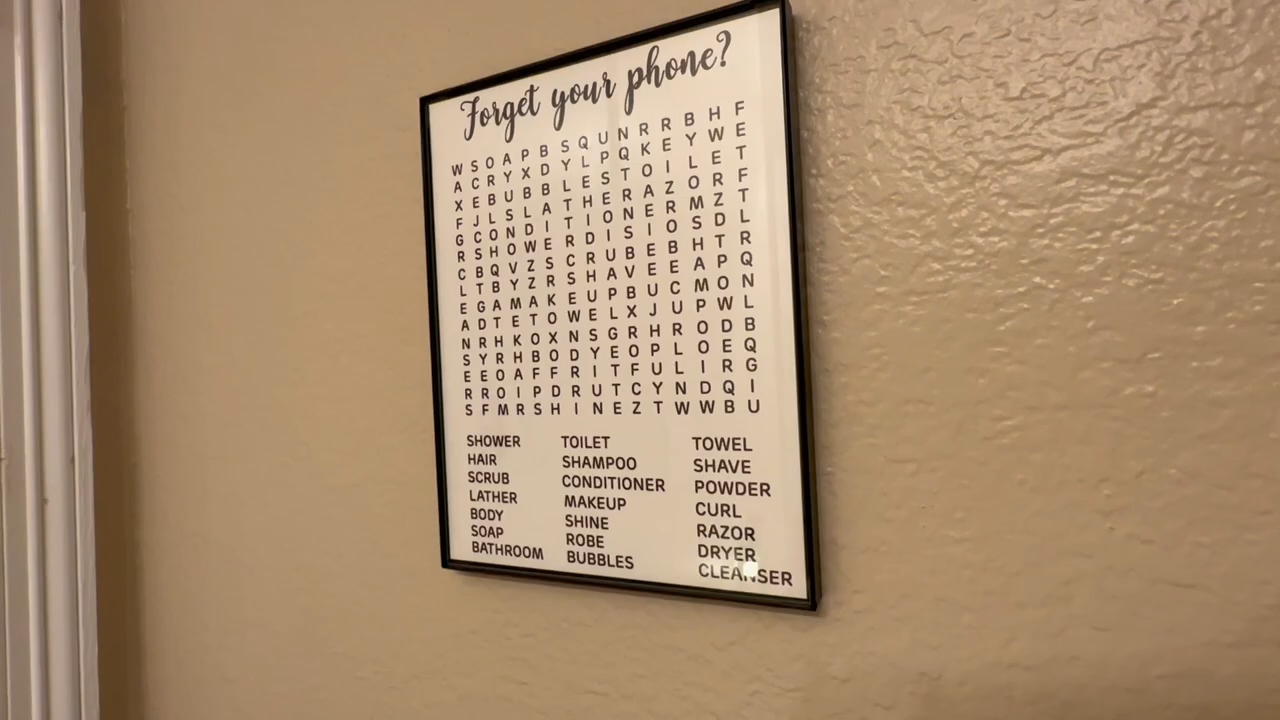 Forget your phone?
W S O A P B S Q U N R R B H F
A C R Y X D Y L P Q K E Y W E
X E B U B B L E S T O I L E T
F J L S L A T H E R A Z O R F
G C O N D I T I O N E R M Z T
R S H O W E R D I S I O S D L
C B Q V Z S C R U B E B H T R
L T B Y Z R S H A V E E A P Q
E G A M A K E U P B U C M O N
A D T E T O W E L X J U P W L
N R H K O X N S G R H R O D B
S Y R H B O D Y E O P L O E Q
E E O A F F R I T F U L I R G
R R O I P D R U T C Y N D Q I
S F M R S H I N E Z T W W B U
SHOWER
HAIR
SCRUB
LATHER
BODY
SOAP
BATHROOM
TOILET
SHAMPOO
CONDITIONER
MAKEUP
SHINE
ROBE
BUBBLES
TOWEL
SHAVE
POWDER
CURL
RAZOR
DRYER
CLEANSER